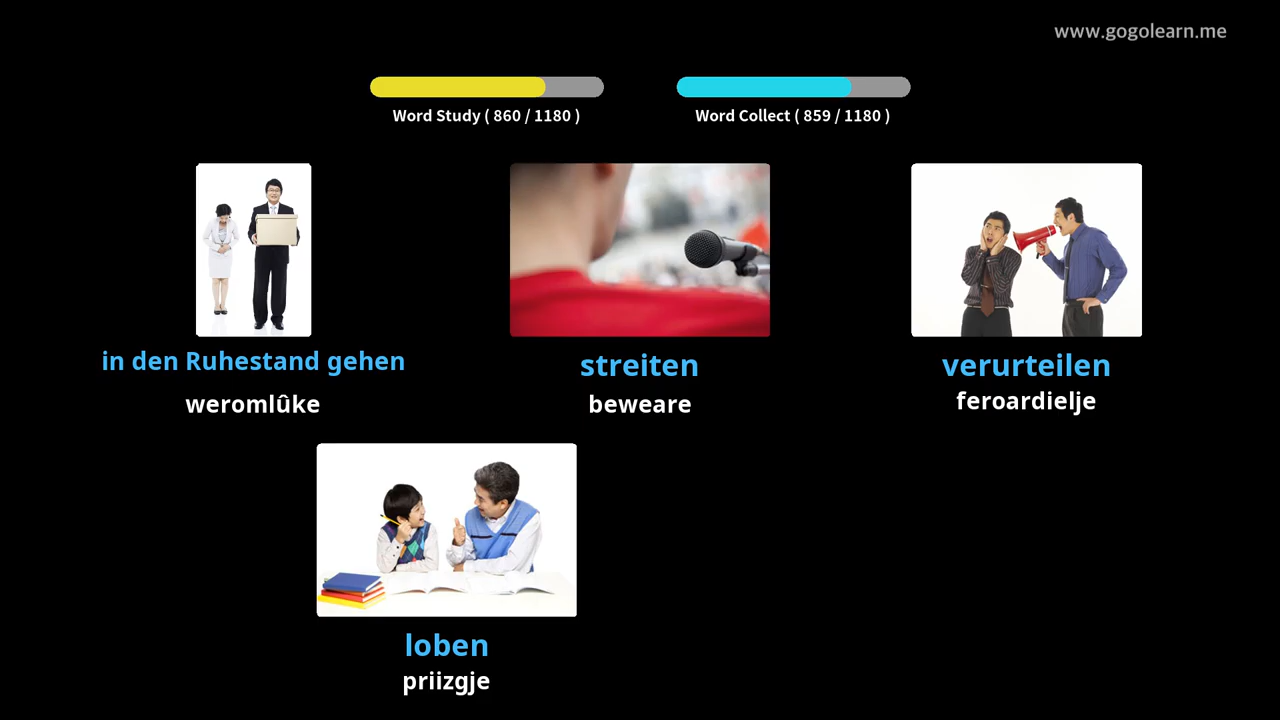 www.gogolearn.me
Word Study ( 860 / 1180 )
Word Collect ( 859 / 1180 )
in den Ruhestand gehen
weromlûke
streiten
beweare
verurteilen
feroardielje
loben
priizgje